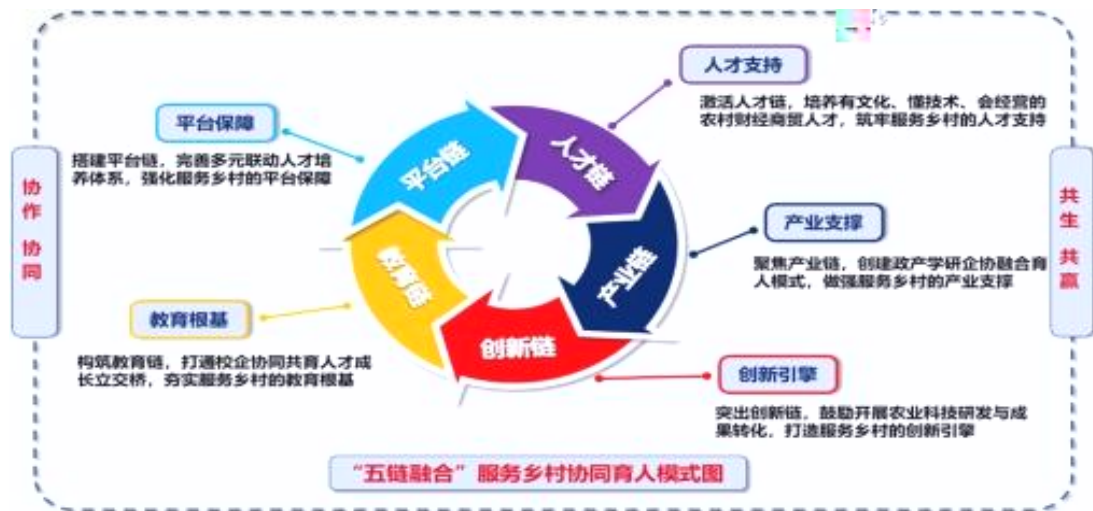 人才支持
激活人才链，培养有文化、懂技术、会经营的
农村财经商贸人才，筑牢服务乡村的人才支持
平台保障
搭建平台链，完善多元联动人才培
养体系，强化服务乡村的平台保障
平台链
人才链
协作 协同
共生 共赢
产业支撑
聚焦产业链，创建政产学研企协融合育
人模式，做强服务乡村的产业支撑
教育链
产业链
创新链
教育根基
构筑教育链，打通校企协同共育人才成
长立交桥，夯实服务乡村的教育根基
创新引擎
突出创新链，鼓励开展农业科技研发与成
果转化，打造服务乡村的创新引擎
“五链融合”服务乡村协同育人模式图